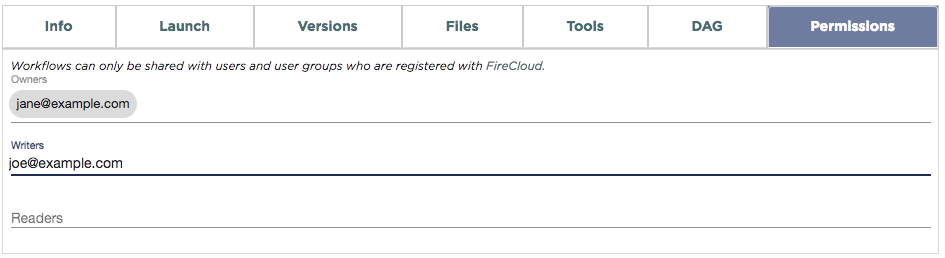 Info Launch Versions Files Tools DAG Permissions
Workflows can only be shared with users and user groups who are registered with FireCloud.
Owners
jane@example.com
Writers
joe@example.com
Readers